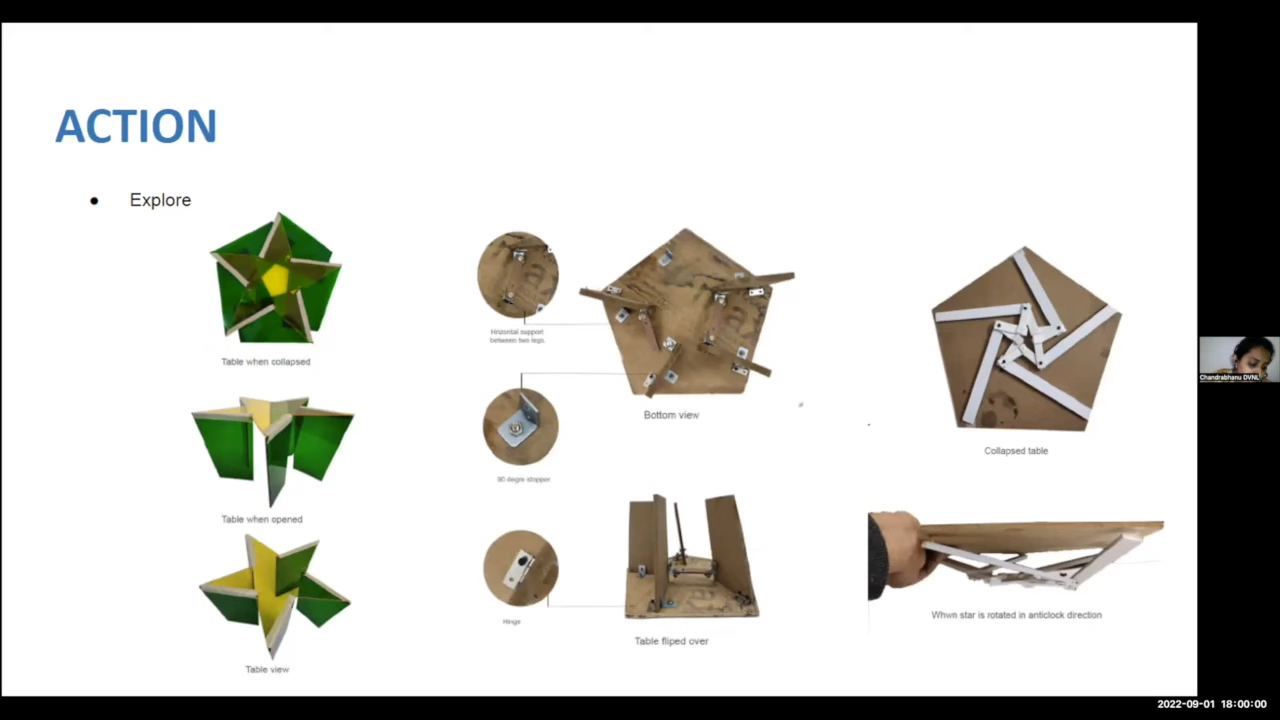 ACTION
• Explore
Table when collapsed
Table when opened
Table view
Hrizontal support
between two legs.
90 degre stopper
Hinge
Bottom view
Table fliped over
Collapsed table
Whwn star is rotated in anticlock direction
Chandrabhanu DVNL
2022-09-01 18:00:00